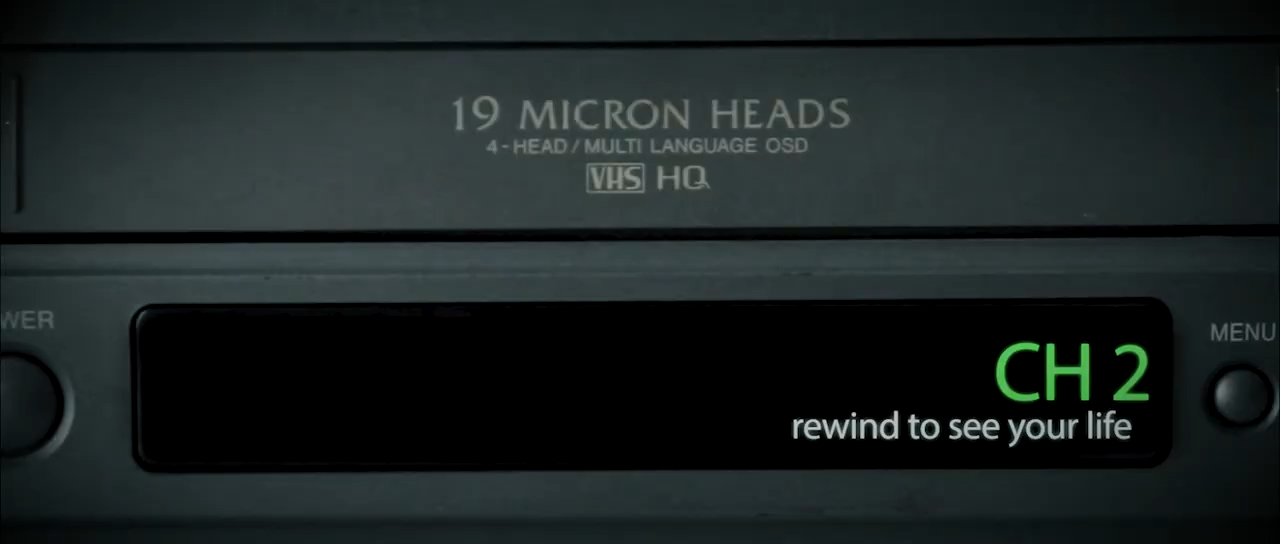 19 MICRON HEADS
4-HEAD/MULTI LANGUAGE OSD
VHS HQ
WER
MENU
CH 2
rewind to see your life